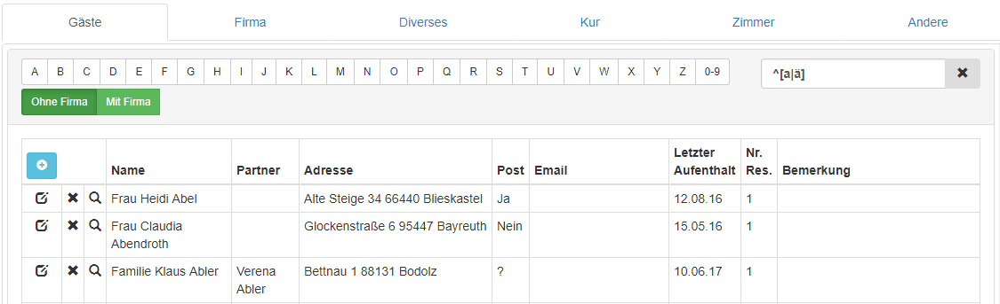 Gäste Firma Diverses Kur Zimmer Andere
A B C D E F G H I J K L M N O P Q R S T U V W X Y Z 0-9 ^[a|ä]
Ohne Firma Mit Firma
Letzter Nr.
Name Partner Adresse Post Email Aufenthalt Res. Bemerkung
Frau Heidi Abel Alte Steige 34 66440 Blieskastel Ja 12.08.16 1
Frau Claudia Glockenstraße 6 95447 Bayreuth Nein 15.05.16 1
Abendroth
Familie Klaus Abler Verena Bettnau 1 88131 Bodolz ? 10.06.17 1
Abler